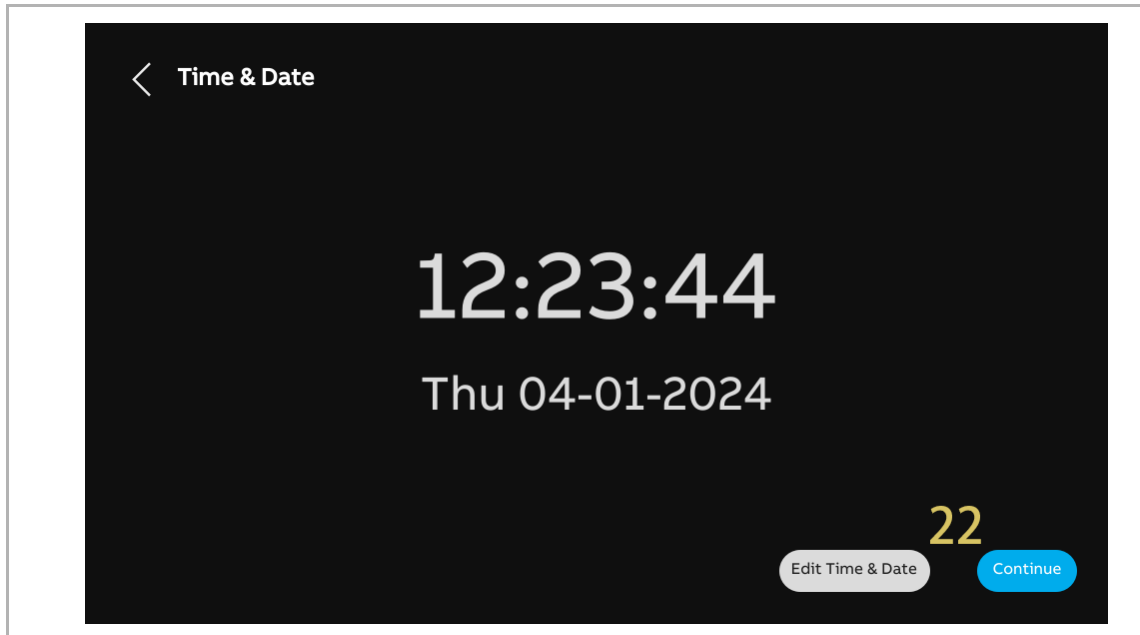 Time & Date
12:23:44
Thu 04-01-2024
22
Edit Time & Date
Continue